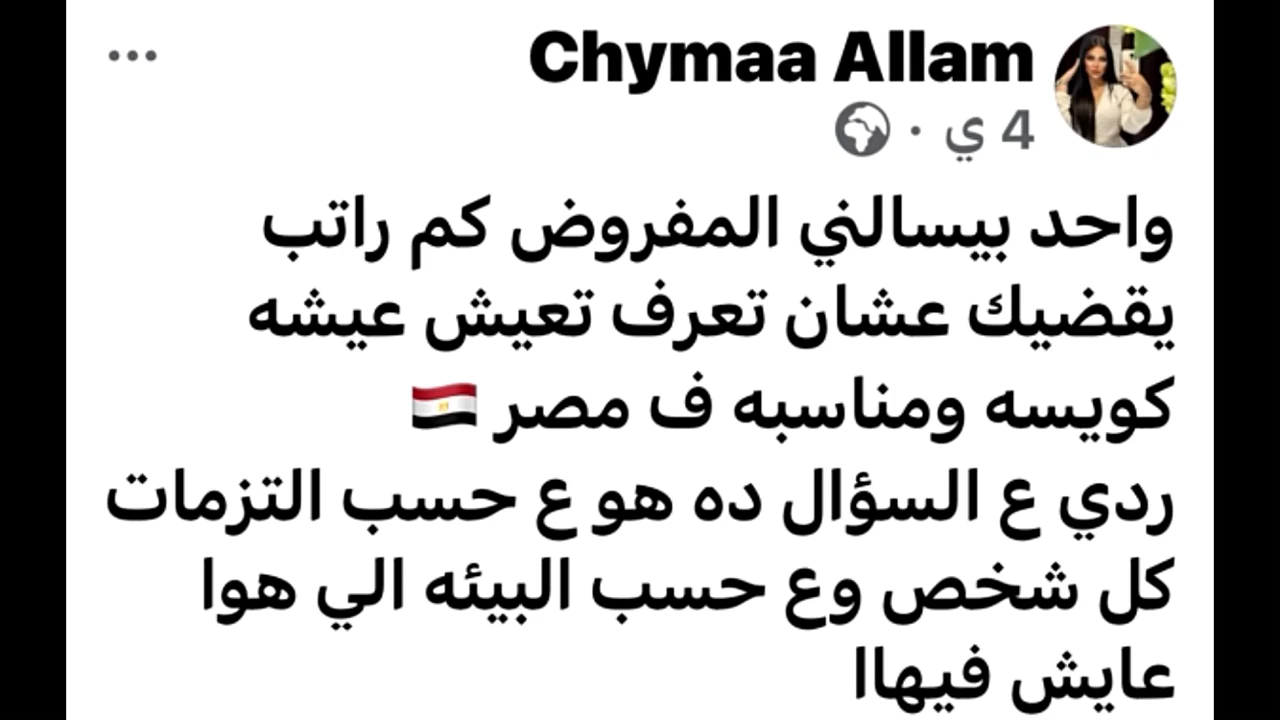 Chymaa Allam
4 ي ·
واحد بيسالني المفروض كم راتب
يقضيك عشان تعرف تعيش عيشه
كويسه ومناسبه ف مصر 🇪🇬
ردي ع السؤال ده هو ع حسب التزمات
كل شخص وع حسب البيئه الي هوا
عايش فيهاا